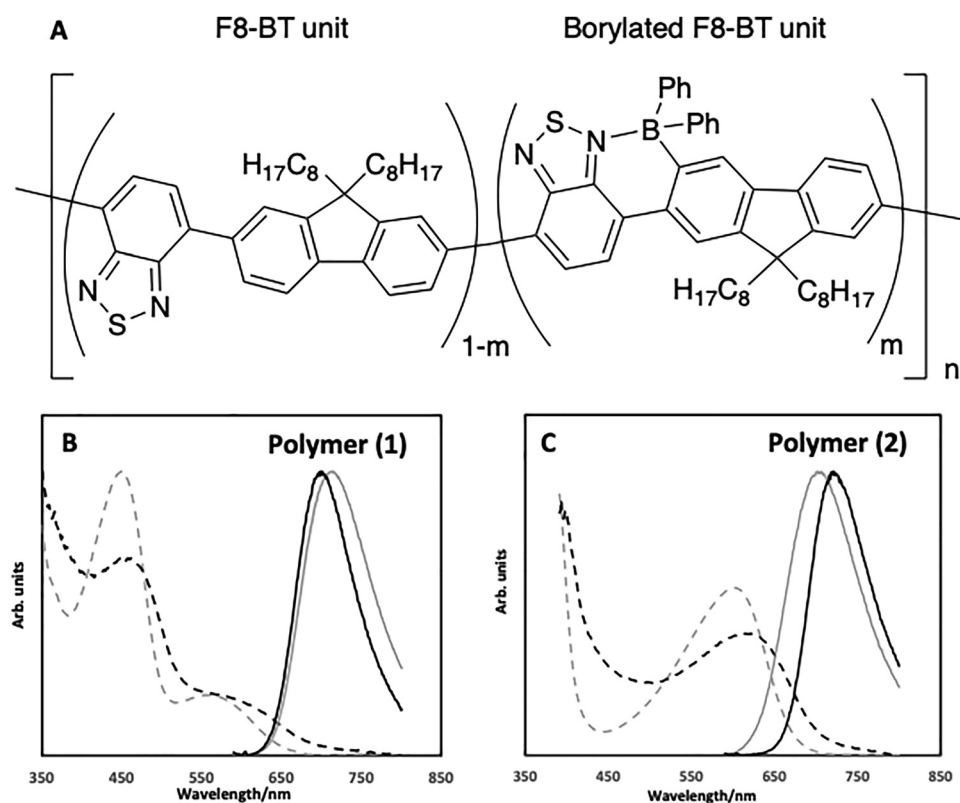 A
F8-BT unit
Borylated F8-BT unit
Ph
Ph
B
S
N
N
H17C8
C8H17
N
S
N
H17C8
C8H17
1-m
m
n
B
Polymer (1)
Arb. units
350 450 550 650 750 850
Wavelength/nm
C
Polymer (2)
Arb. units
350 450 550 650 750 850
Wavelength/nm